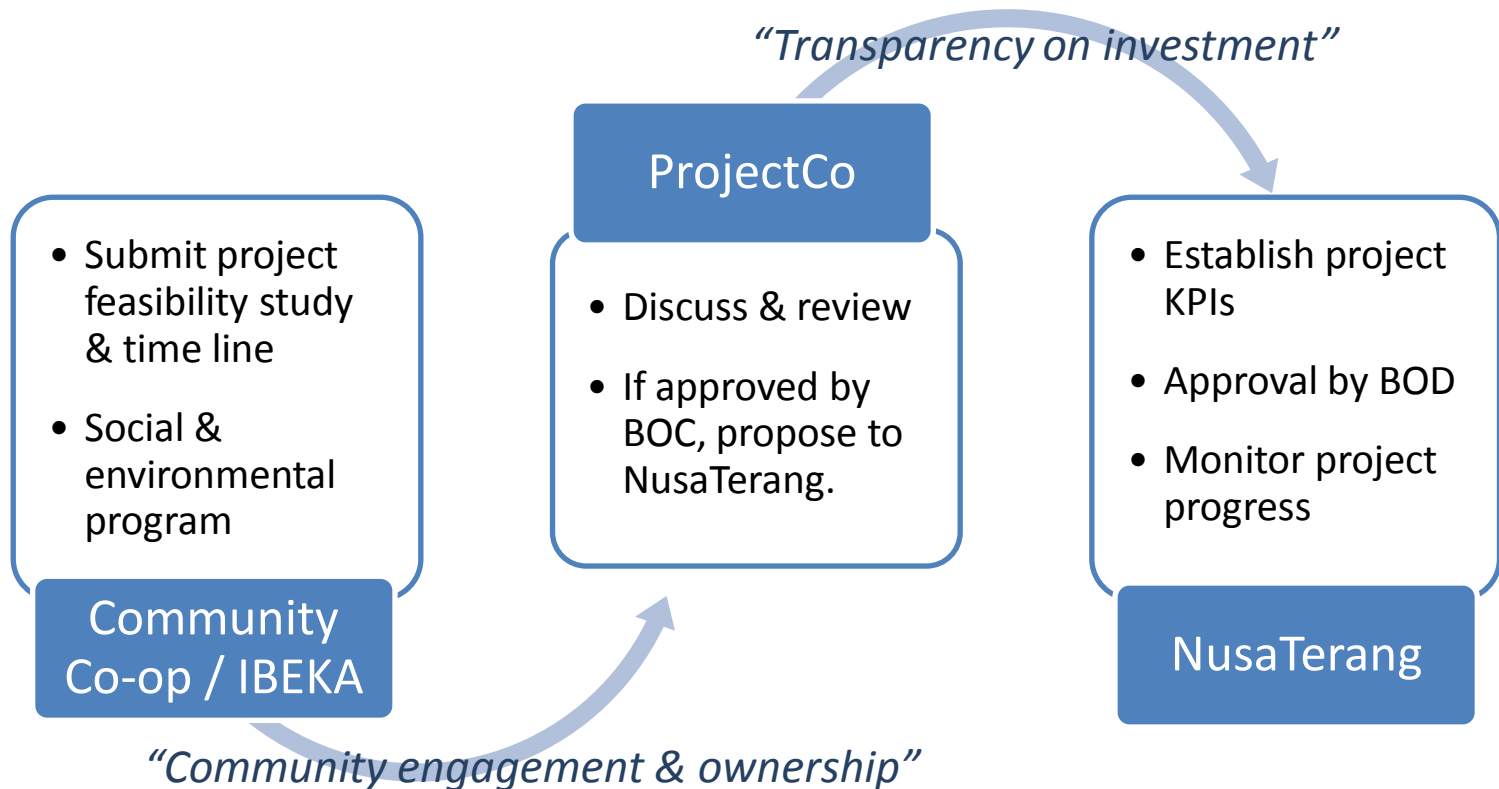 “Transparency on investment”
ProjectCo
• Submit project
feasibility study
& time line
• Social &
environmental
program
Community
Co-op / IBEKA
• Discuss & review
• If approved by
BOC, propose to
NusaTerang.
• Establish project
KPIs
• Approval by BOD
• Monitor project
progress
NusaTerang
“Community engagement & ownership”